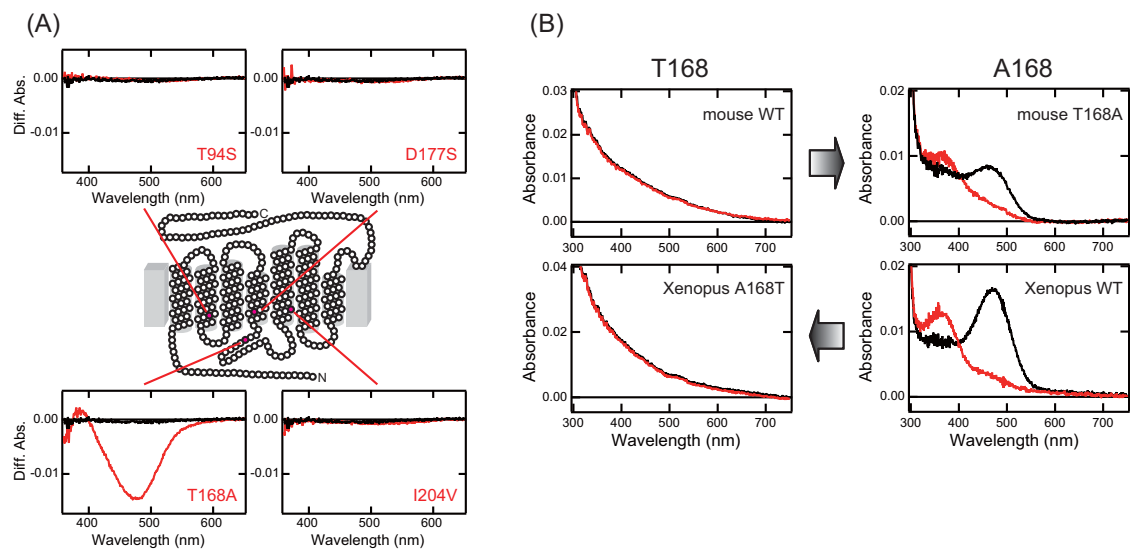 (A)
0.00
-0.01
Diff. Abs.
T94S
400 500 600
Wavelength (nm)
0.00
-0.01
D177S
400 500 600
Wavelength (nm)
C
N
0.00
-0.01
Diff. Abs.
T168A
400 500 600
Wavelength (nm)
0.00
-0.01
I204V
400 500 600
Wavelength (nm)
(B)
T168
A168
0.03
0.02
0.01
0.00
Absorbance
mouse WT
300 400 500 600 700
0.02
0.01
0.00
Absorbance
mouse T168A
300 400 500 600 700
0.04
0.02
0.00
Absorbance
Xenopus A168T
300 400 500 600 700
Wavelength (nm)
0.02
0.01
0.00
Absorbance
Xenopus WT
300 400 500 600 700
Wavelength (nm)